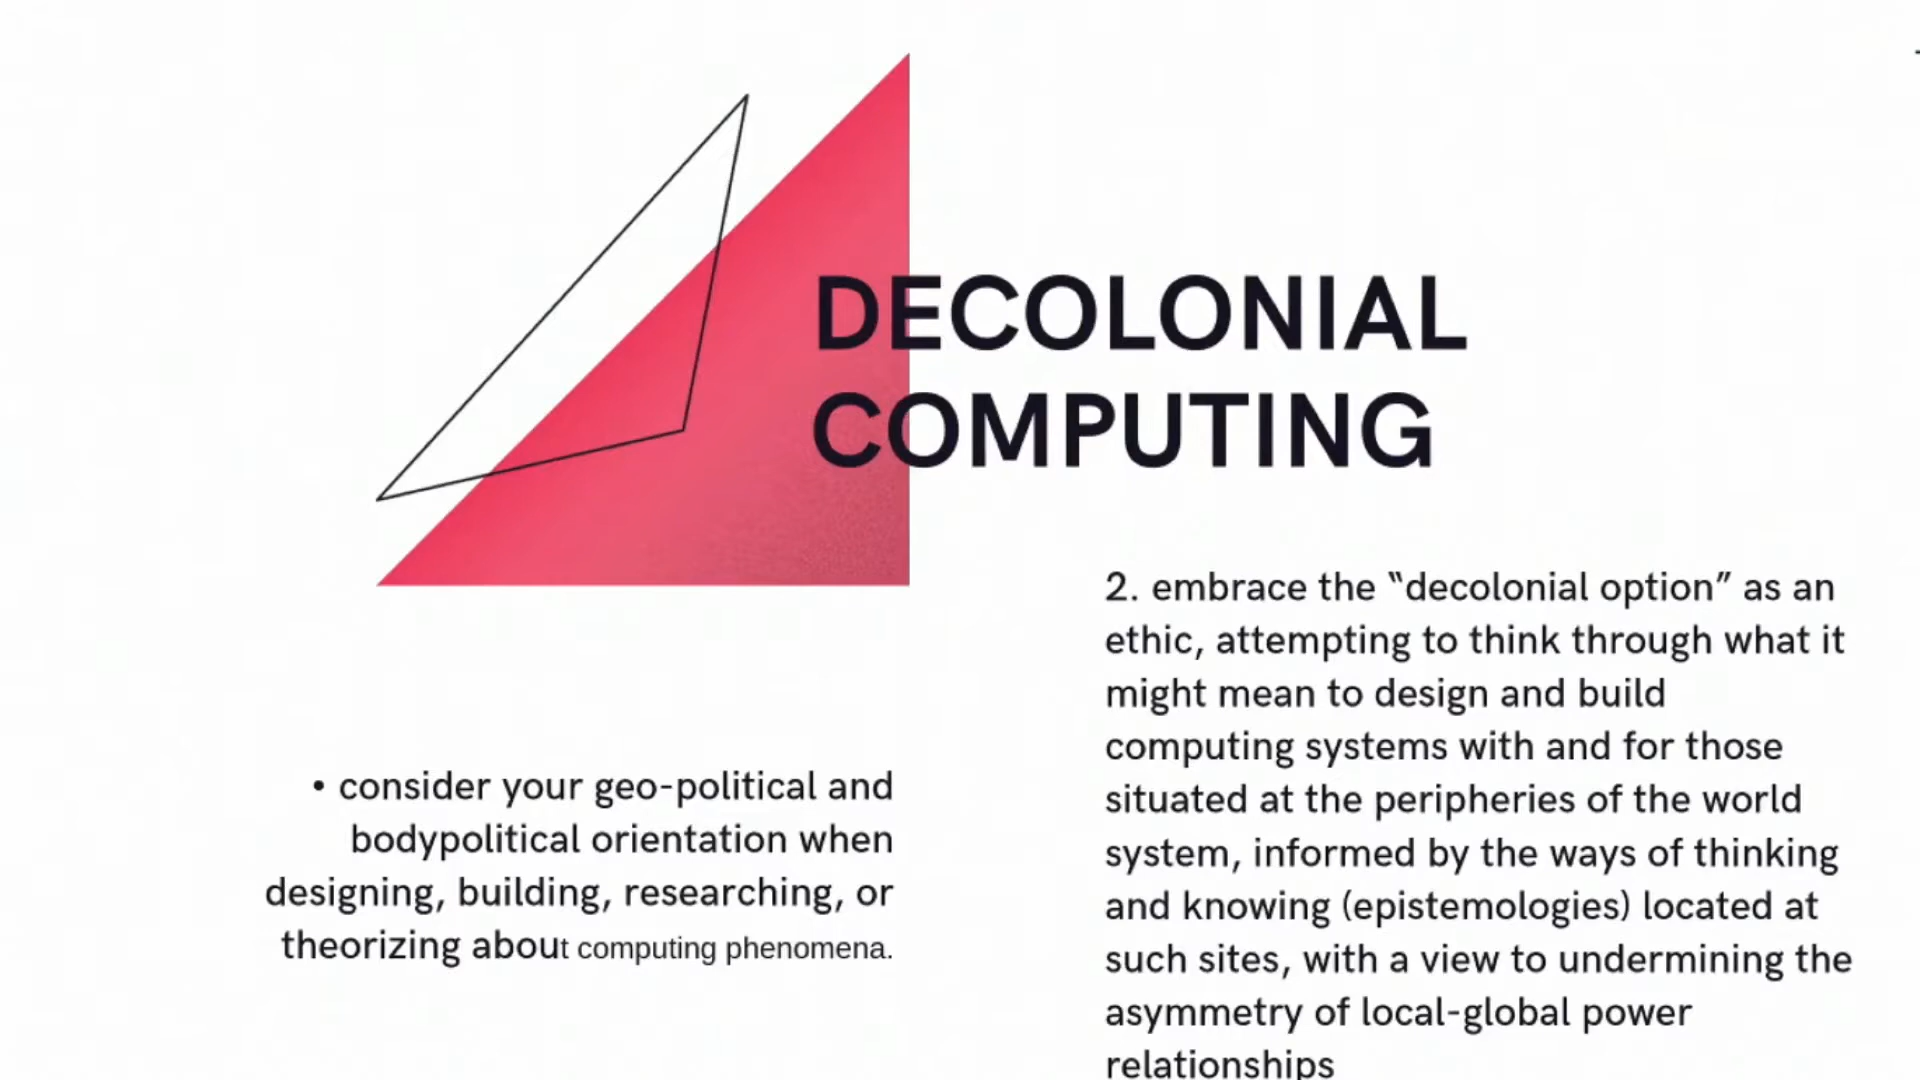 DECOLONIAL
COMPUTING
• consider your geo-political and
bodypolitical orientation when
designing, building, researching, or
theorizing about computing phenomena.
2. embrace the “decolonial option” as an
ethic, attempting to think through what it
might mean to design and build
computing systems with and for those
situated at the peripheries of the world
system, informed by the ways of thinking
and knowing (epistemologies) located at
such sites, with a view to undermining the
asymmetry of local-global power
relationships